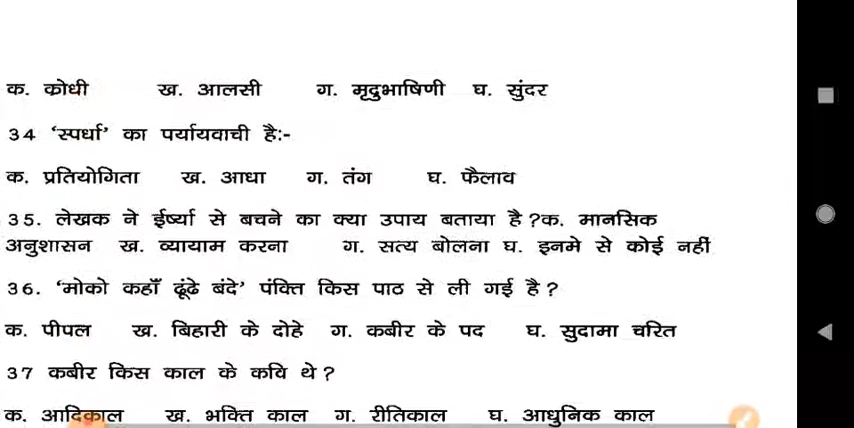 क. क्रोधी ख. आलसी ग. मृदुभाषिणी घ. सुंदर
34 ‘स्पर्धा’ का पर्यायवाची है:-
क. प्रतियोगिता ख. आधा ग. तंग घ. फैलाव
35. लेखक ने ईर्ष्या से बचने का क्या उपाय बताया है ?क. मानसिक
अनुशासन ख. व्यायाम करना ग. सत्य बोलना घ. इनमे से कोई नहीं
36. ‘मोको कहाँ ढूंढे बंदे’ पंक्ति किस पाठ से ली गई है ?
क. पीपल ख. बिहारी के दोहे ग. कबीर के पद घ. सुदामा चरित
37 कबीर किस काल के कवि थे ?
क. आदिकाल ख. भक्ति काल ग. रीतिकाल घ. आधुनिक काल